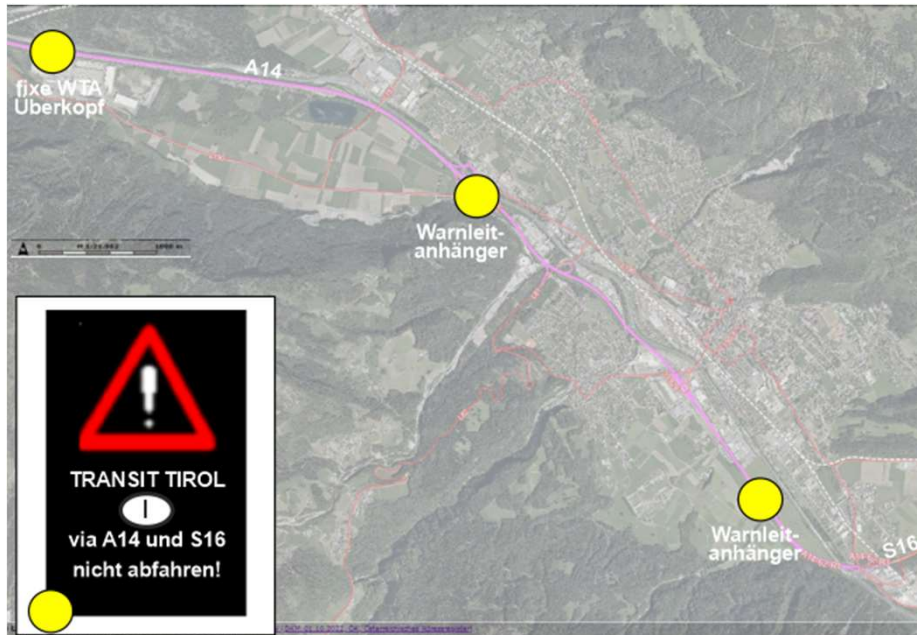 A14
fixe WTA
Überkopf
Warnleit-
anhänger
TRANSIT TIROL
I
via A14 und S16
nicht abfahren!
Warnleit-
anhänger
S16